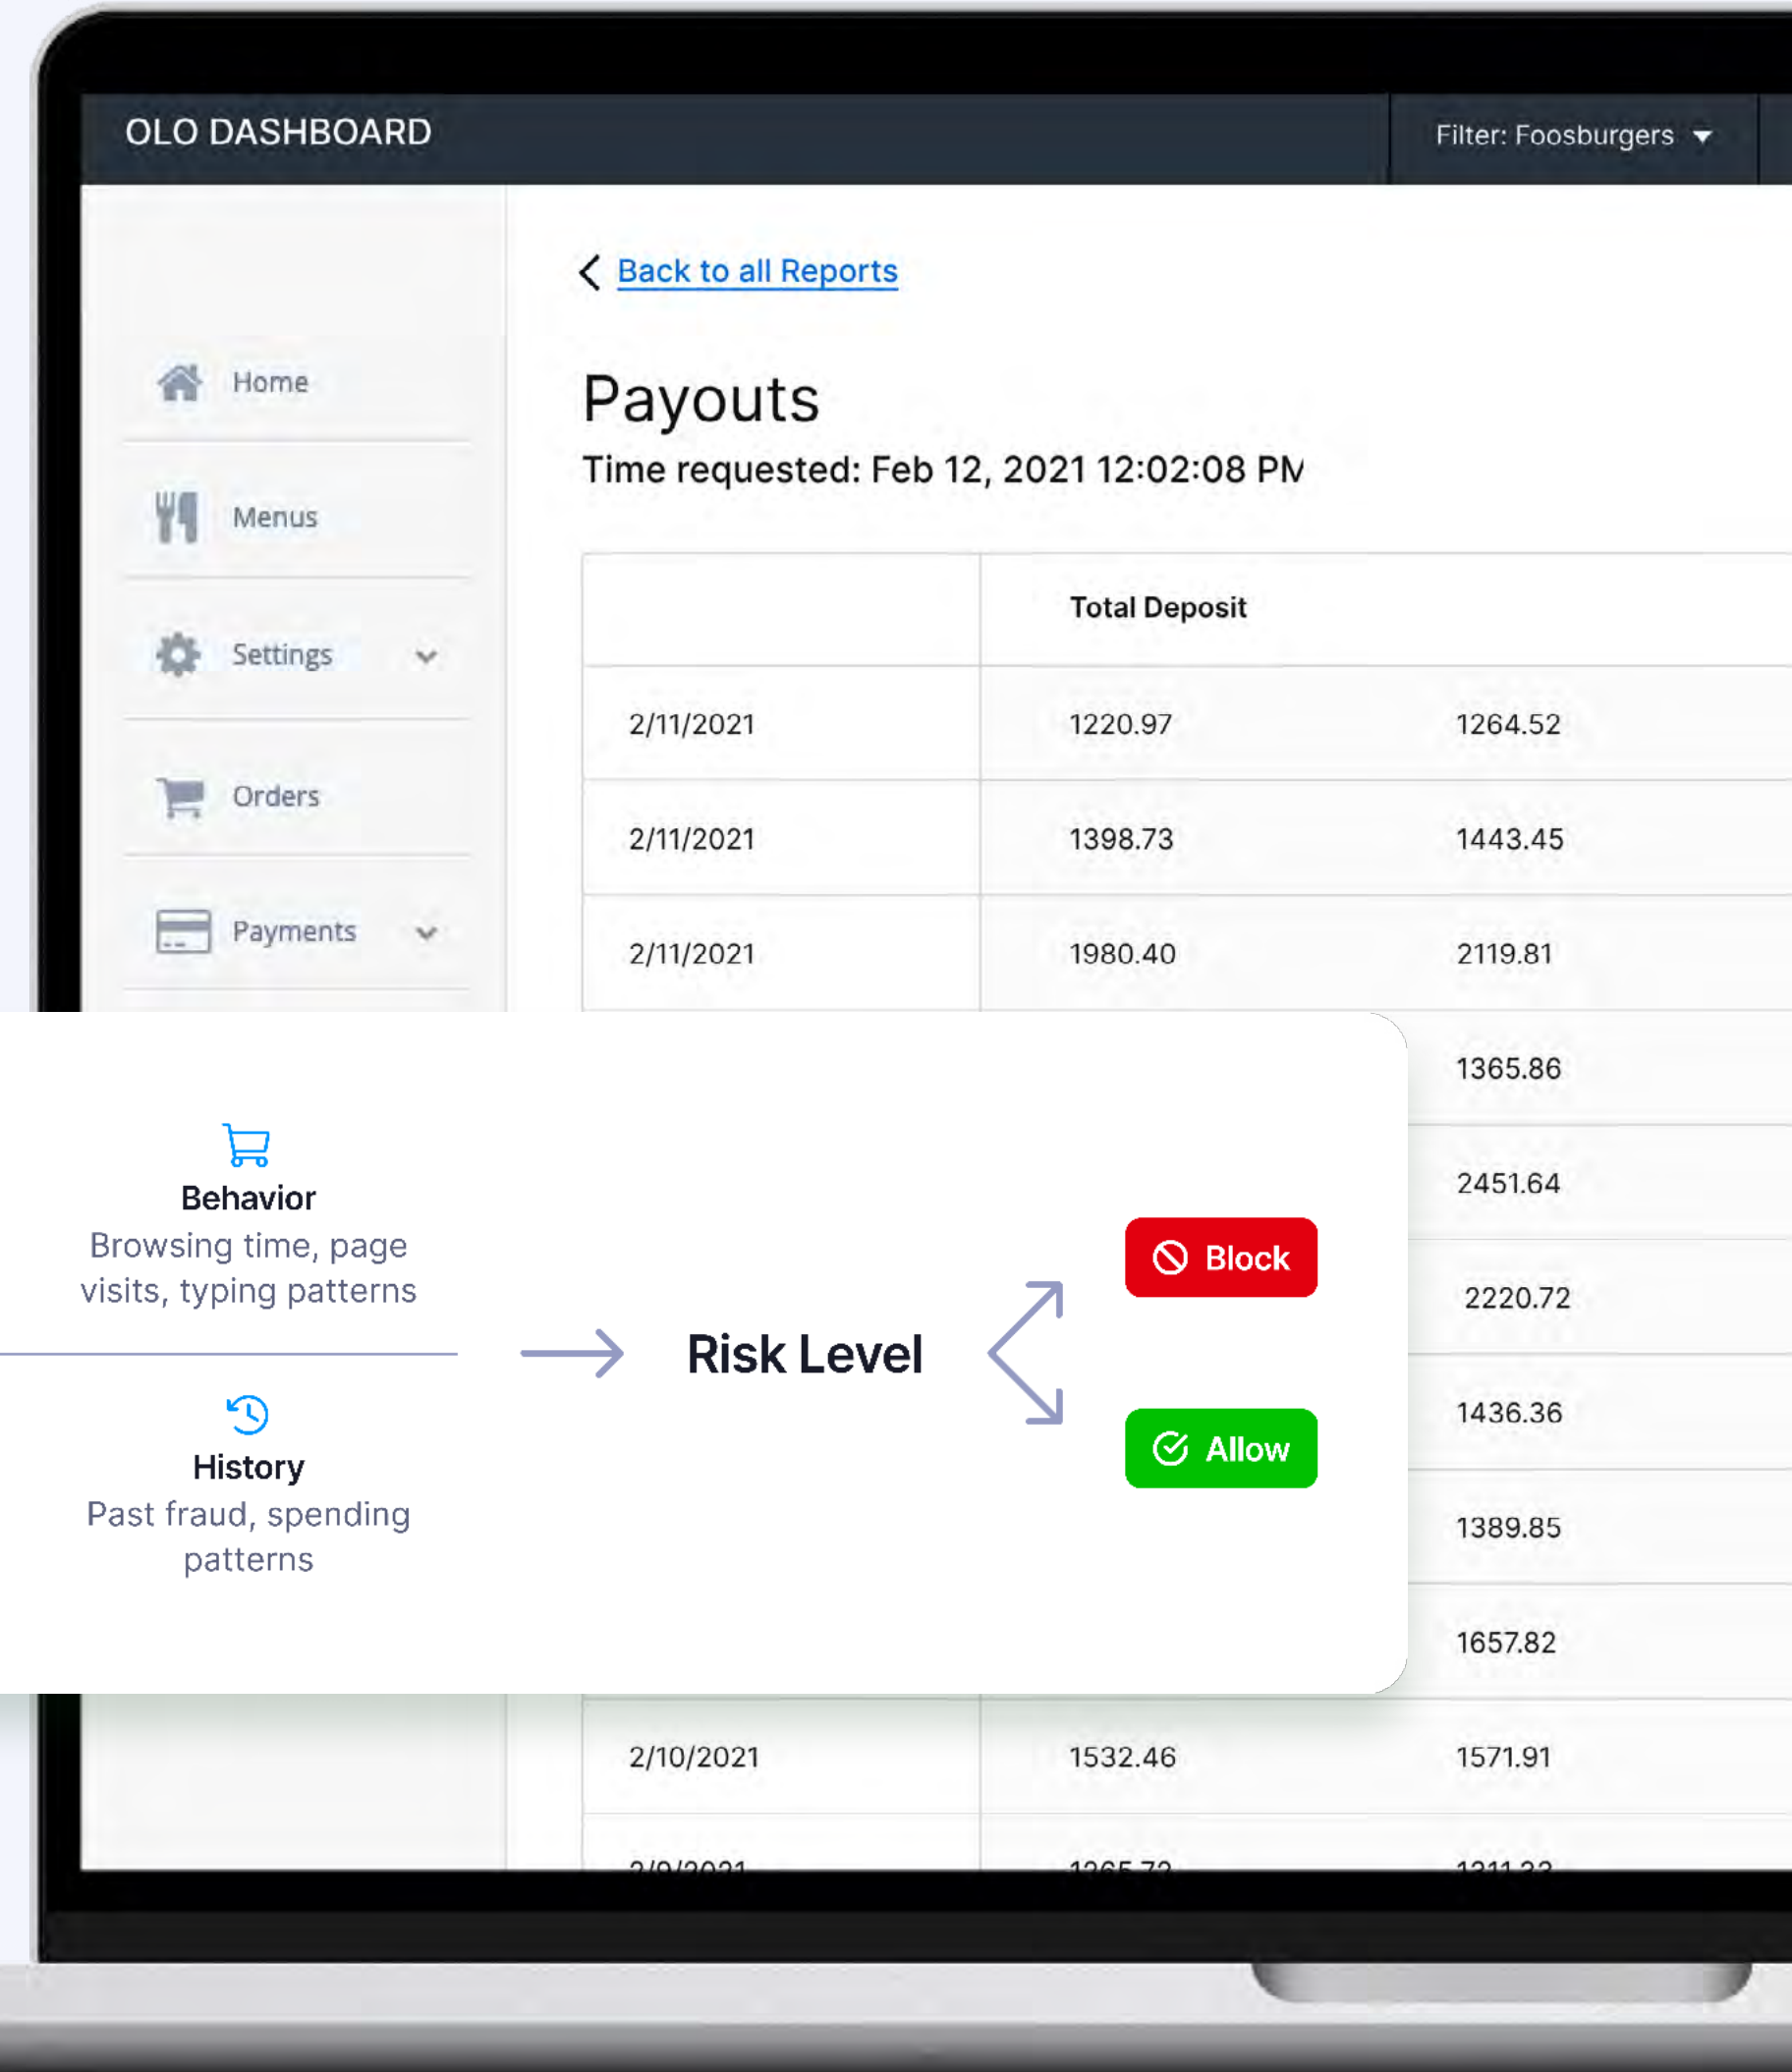 OLO DASHBOARD
Filter: Foosburgers
Back to all Reports
Home
Menus
Settings
Orders
Payments
Payouts
Time requested: Feb 12, 2021 12:02:08 PM
Total Deposit
2/11/2021 1220.97 1264.52
2/11/2021 1398.73 1443.45
2/11/2021 1980.40 2119.81
1365.86
2451.64
2220.72
1436.36
1389.85
1657.82
2/10/2021 1532.46 1571.91
Behavior
Browsing time, page
visits, typing patterns
History
Past fraud, spending
patterns
Risk Level
Block
Allow